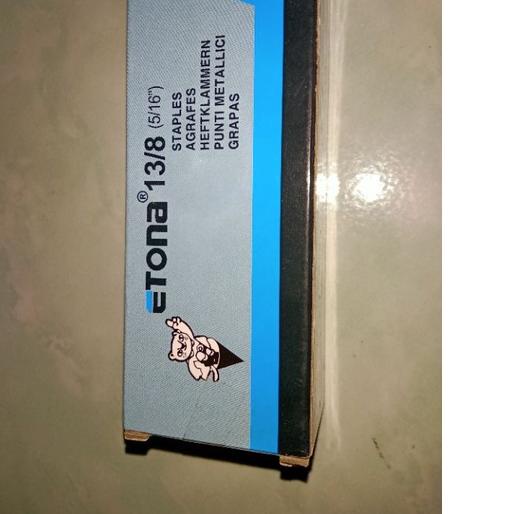 ETONA® 13/8 (5/16")
STAPLES
AGRAFES
HEFTKLAMMERN
PUNTI METALLICI
GRAPAS